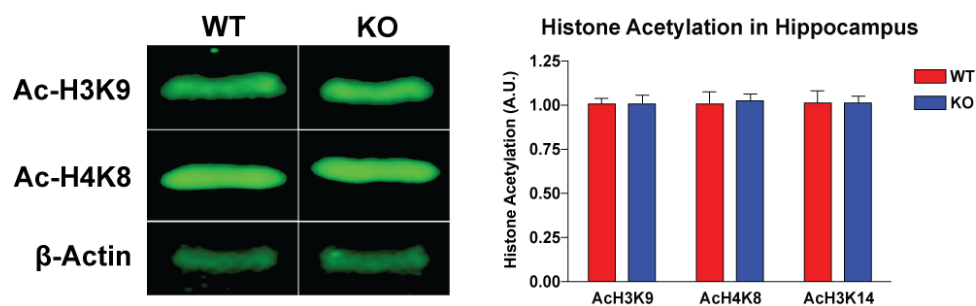 WT KO
Ac-H3K9
Ac-H4K8
β-Actin
Histone Acetylation in Hippocampus
Histone Acetylation (A.U.)
1.25
1.00
0.75
0.50
0.25
0.00
AcH3K9 AcH4K8 AcH3K14
WT
KO